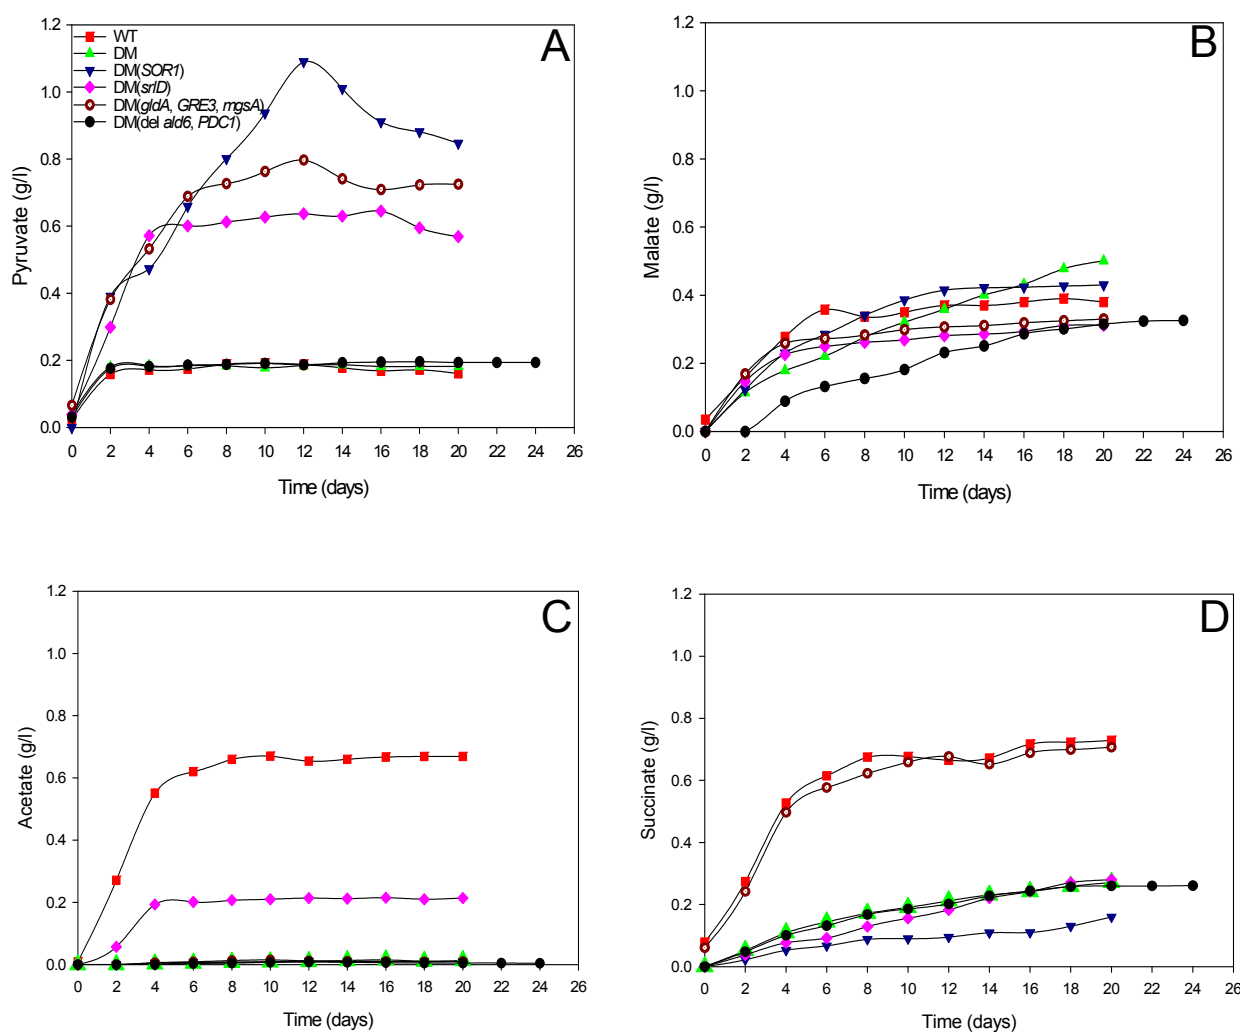 A
1.2
1.0
0.8
0.6
0.4
0.2
0.0
Pyruvate (g/l)
WT
DM
DM(SOR1)
DM(srlD)
DM(gldA, GRE3, mgsA)
DM(del ald6, PDC1)
0 2 4 6 8 10 12 14 16 18 20 22 24 26
Time (days)
B
1.2
1.0
0.8
0.6
0.4
0.2
0.0
Malate (g/l)
0 2 4 6 8 10 12 14 16 18 20 22 24 26
Time (days)
C
1.2
1.0
0.8
0.6
0.4
0.2
0.0
Acetate (g/l)
0 2 4 6 8 10 12 14 16 18 20 22 24 26
Time (days)
D
1.2
1.0
0.8
0.6
0.4
0.2
0.0
Succinate (g/l)
0 2 4 6 8 10 12 14 16 18 20 22 24 26
Time (days)